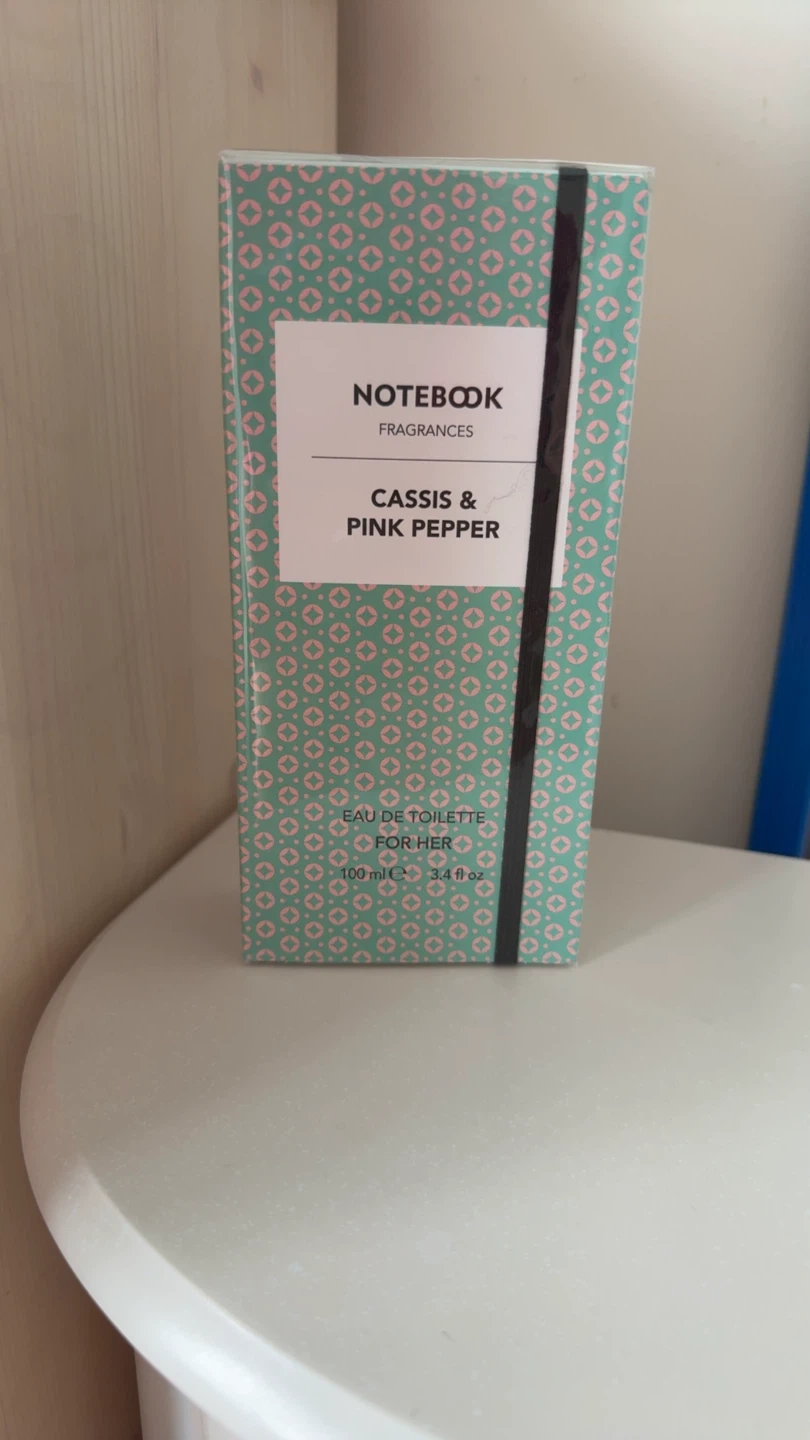 NOTEBOOK
FRAGRANCES
CASSIS &
PINK PEPPER
EAU DE TOILETTE
FOR HER
100 ml ℮ 3.4 fl oz